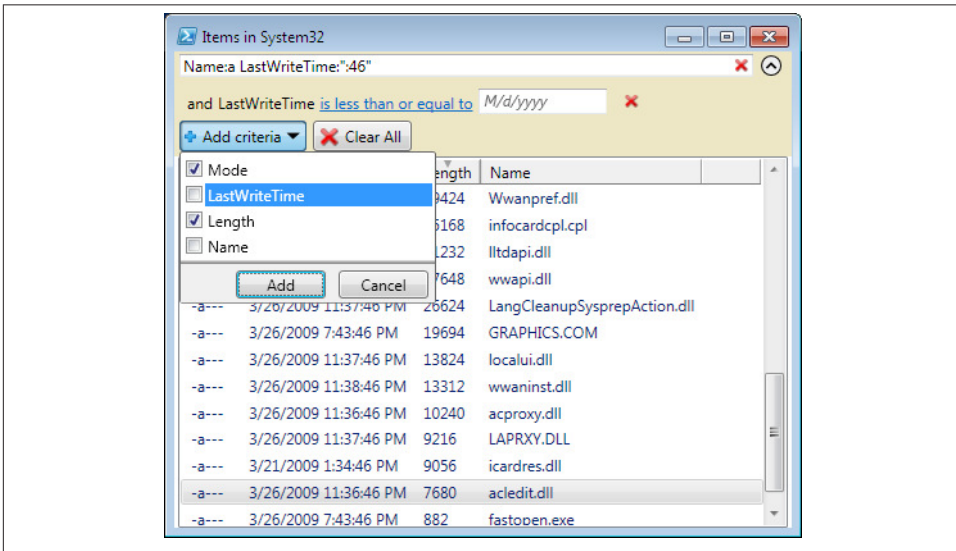 Items in System32
Name:a LastWriteTime:":46"
and LastWriteTime is less than or equal to M/d/yyyy
Add criteria Clear All
Mode
LastWriteTime
Length
Name
Add Cancel
ength Name
9424 Wwanpref.dll
5168 infocardcpl.cpl
1232 lltdapi.dll
7648 wwapi.dll
-a--- 3/26/2009 11:37:46 PM 26624 LangCleanupSysprepAction.dll
-a--- 3/26/2009 7:43:46 PM 19694 GRAPHICS.COM
-a--- 3/26/2009 11:37:46 PM 13824 localui.dll
-a--- 3/26/2009 11:38:46 PM 13312 wwaninst.dll
-a--- 3/26/2009 11:36:46 PM 10240 acproxy.dll
-a--- 3/26/2009 11:37:46 PM 9216 LAPRXY.DLL
-a--- 3/21/2009 1:34:46 PM 9056 icardres.dll
-a--- 3/26/2009 11:36:46 PM 7680 acledit.dll
-a--- 3/26/2009 7:43:46 PM 882 fastopen.exe